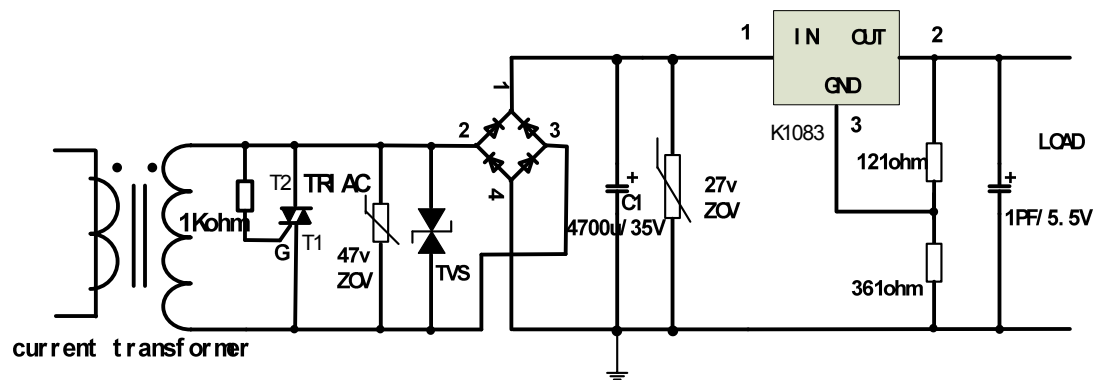 1 IN OUT 2
GND
K1083 3
LOAD
1
2 3
4
T2 TRIAC
1Kohm
G T1
47v
ZOV
TVS
+
C1
4700u/35V
27v
ZOV
121ohm
+
1PF/5.5V
361ohm
current transformer